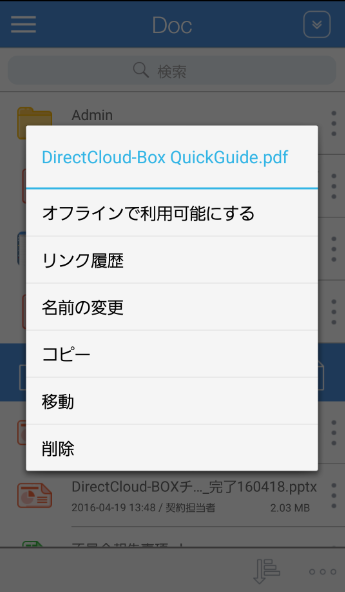 Doc
検索
Admin
DirectCloud-Box QuickGuide.pdf
オフラインで利用可能にする
リンク履歴
名前の変更
コピー
移動
削除
DirectCloud-BOXチ..._完了160418.pptx
2016-04-19 13:48 / 契約担当者 2.03 MB